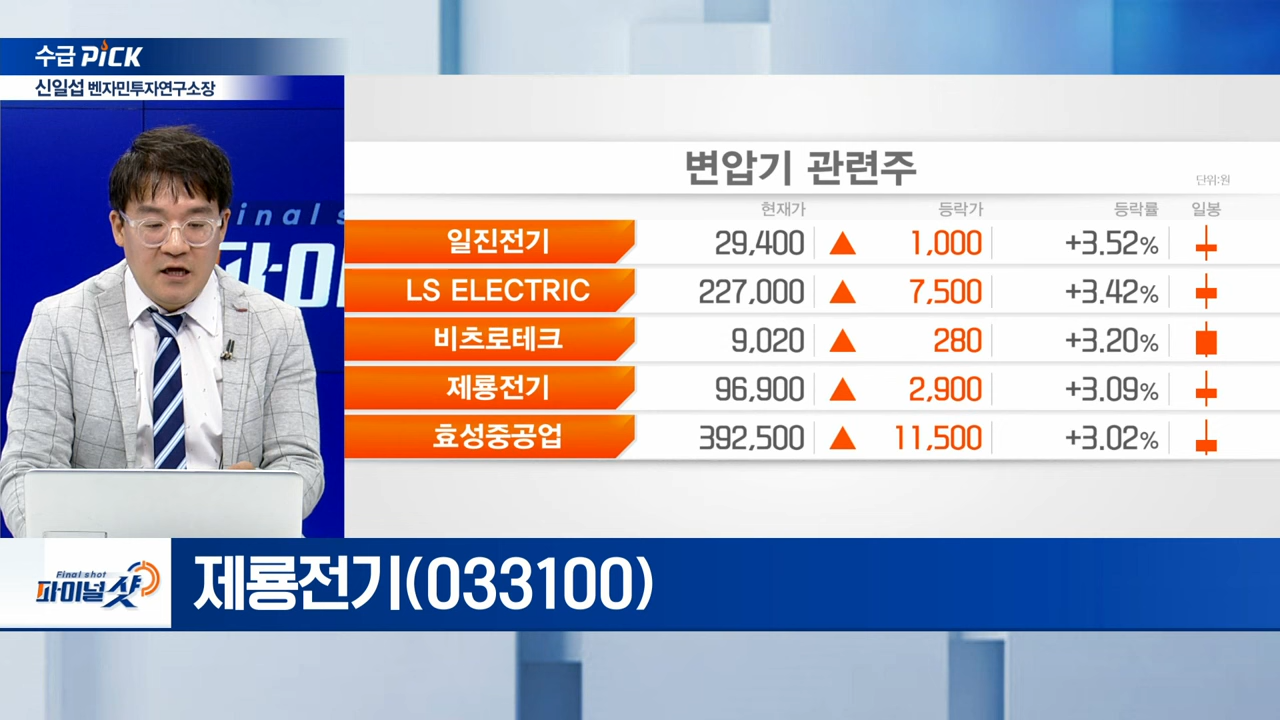 수급 PiCK
신일섭 벤자민투자연구소장
변압기 관련주
단위:원
현재가 등락가 등락률 일봉
일진전기 29,400 ▲ 1,000 +3.52%
LS ELECTRIC 227,000 ▲ 7,500 +3.42%
비츠로테크 9,020 ▲ 280 +3.20%
제룡전기 96,900 ▲ 2,900 +3.09%
효성중공업 392,500 ▲ 11,500 +3.02%
inal s
파이
Final shot
파이널샷
제룡전기(033100)